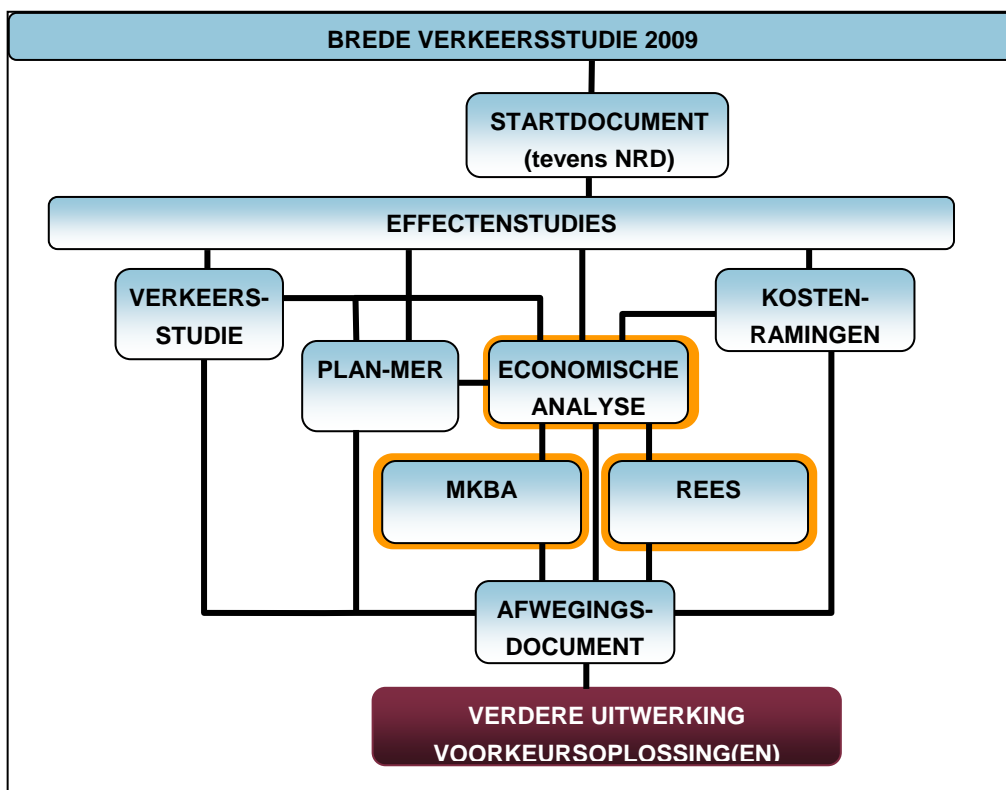 BREDE VERKEERSSTUDIE 2009
STARTDOCUMENT
(tevens NRD)
EFFECTENSTUDIES
VERKEERS-
STUDIE
KOSTEN-
RAMINGEN
PLAN-MER
ECONOMISCHE
ANALYSE
MKBA
REES
AFWEGINGS-
DOCUMENT
VERDERE UITWERKING
VOORKEURSOPLOSSING(EN)